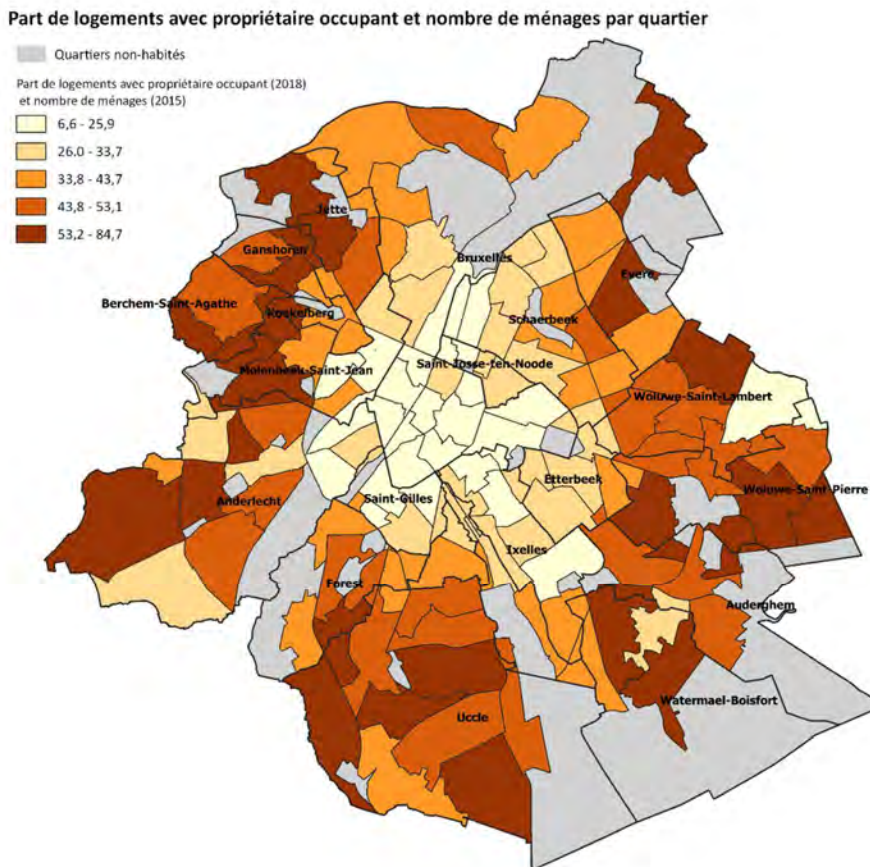 Part de logements avec propriétaire occupant et nombre de ménages par quartier
Quartiers non-habités
Part de logements avec propriétaire occupant (2018)
et nombre de ménages (2015)
6,6 - 25,9
26.0 - 33,7
33,8 - 43,7
43,8 - 53,1
53,2 - 84,7
Jette
Ganshoren
Bruxelles
Evere
Berchem-Saint-Agathe
Koekelberg
Schaerbeek
Molenbeek-Saint-Jean
Saint-Josse-ten-Noode
Woluwe-Saint-Lambert
Etterbeek
Woluwe-Saint-Pierre
Anderlecht
Saint-Gilles
Ixelles
Forest
Auderghem
Watermael-Boisfort
Uccle